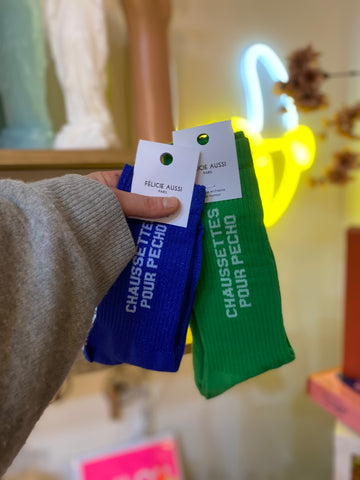 FÉLICIE AUSSI
PARIS
CHAUSSETTES
POUR PECHO
CHAUSSETTES
POUR PECHO